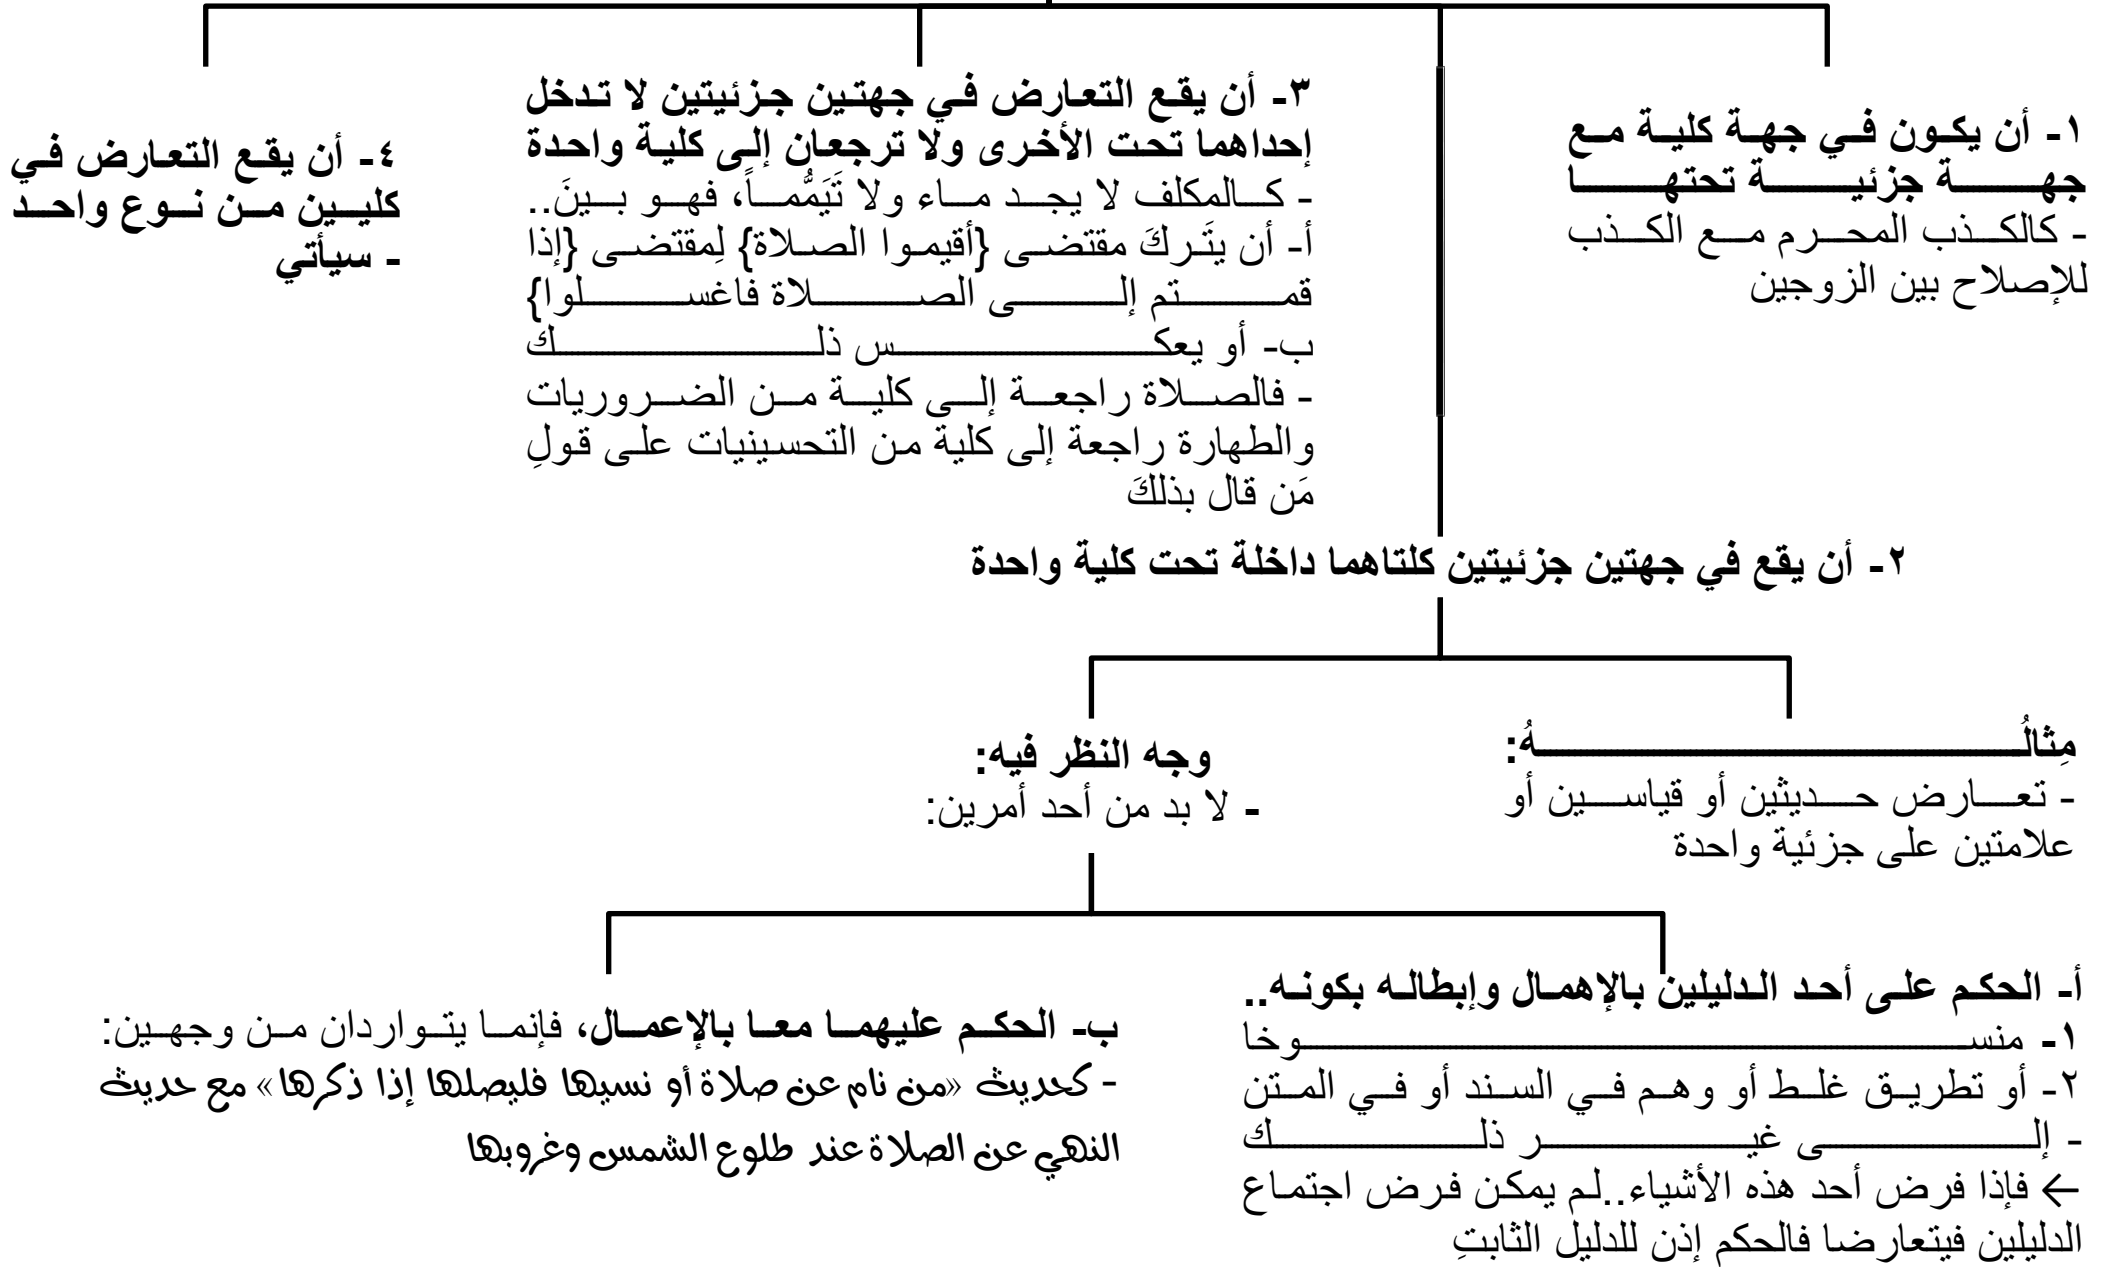 ١- أن يكون في جهة كلية مع
جهة جزئية تحتها
- كالكذب المحرم مع الكذب
للإصلاح بين الزوجين
٣- أن يقع التعارض في جهتين جزئيتين لا تدخل
إحداهما تحت الأخرى ولا ترجعان إلى كلية واحدة
- كالمكلف لا يجد ماء ولا تَيَمُّماً، فهو بينَ..
أ- أن يتَركَ مقتضى {أقيموا الصلاة} لِمقتضى {إذا
قمتم إلى الصلاة فاغسلوا}
ب- أو يعكس ذلك
- فالصلاة راجعة إلى كلية من الضروريات
والطهارة راجعة إلى كلية من التحسينيات على قولِ
مَن قال بذلكَ
٤- أن يقع التعارض في
كليين من نوع واحد
- سيأتي
٢- أن يقع في جهتين جزئيتين كلتاهما داخلة تحت كلية واحدة
مِثالُهُ:
- تعارض حديثين أو قياسين أو
علامتين على جزئية واحدة
وجه النظر فيه:
- لا بد من أحد أمرين:
أ- الحكم على أحد الدليلين بالإهمال وإبطاله بكونه..
١- منسوخا
٢- أو تطريق غلط أو وهم في السند أو في المتن
- إلى غير ذلك
← فإذا فرض أحد هذه الأشياء..لم يمكن فرض اجتماع
الدليلين فيتعارضا فالحكم إذن للدليل الثابتِ
ب- الحكم عليهما معا بالإعمال، فإنما يتواردان من وجهين:
- كحديث «من نام عن صلاة أو نسيها فليصلها إذا ذكرها» مع حديث
النهي عن الصلاة عند طلوع الشمس وغروبها